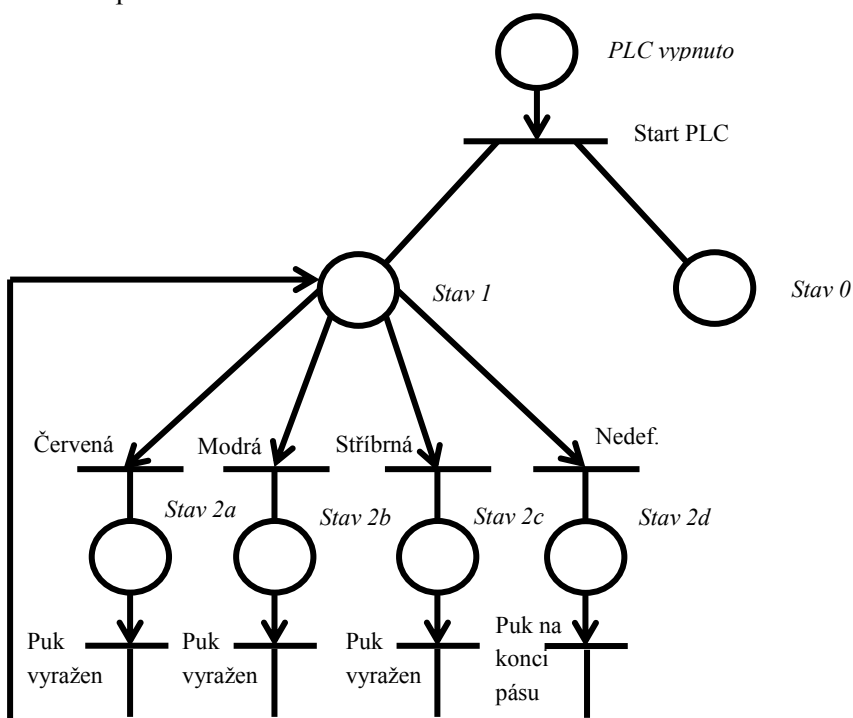 PLC vypnuto
Start PLC
Stav 1
Stav 0
Červená
Modrá
Stříbrná
Nedef.
Stav 2a
Stav 2b
Stav 2c
Stav 2d
Puk
vyražen
Puk
vyražen
Puk
vyražen
Puk na
konci
pásu